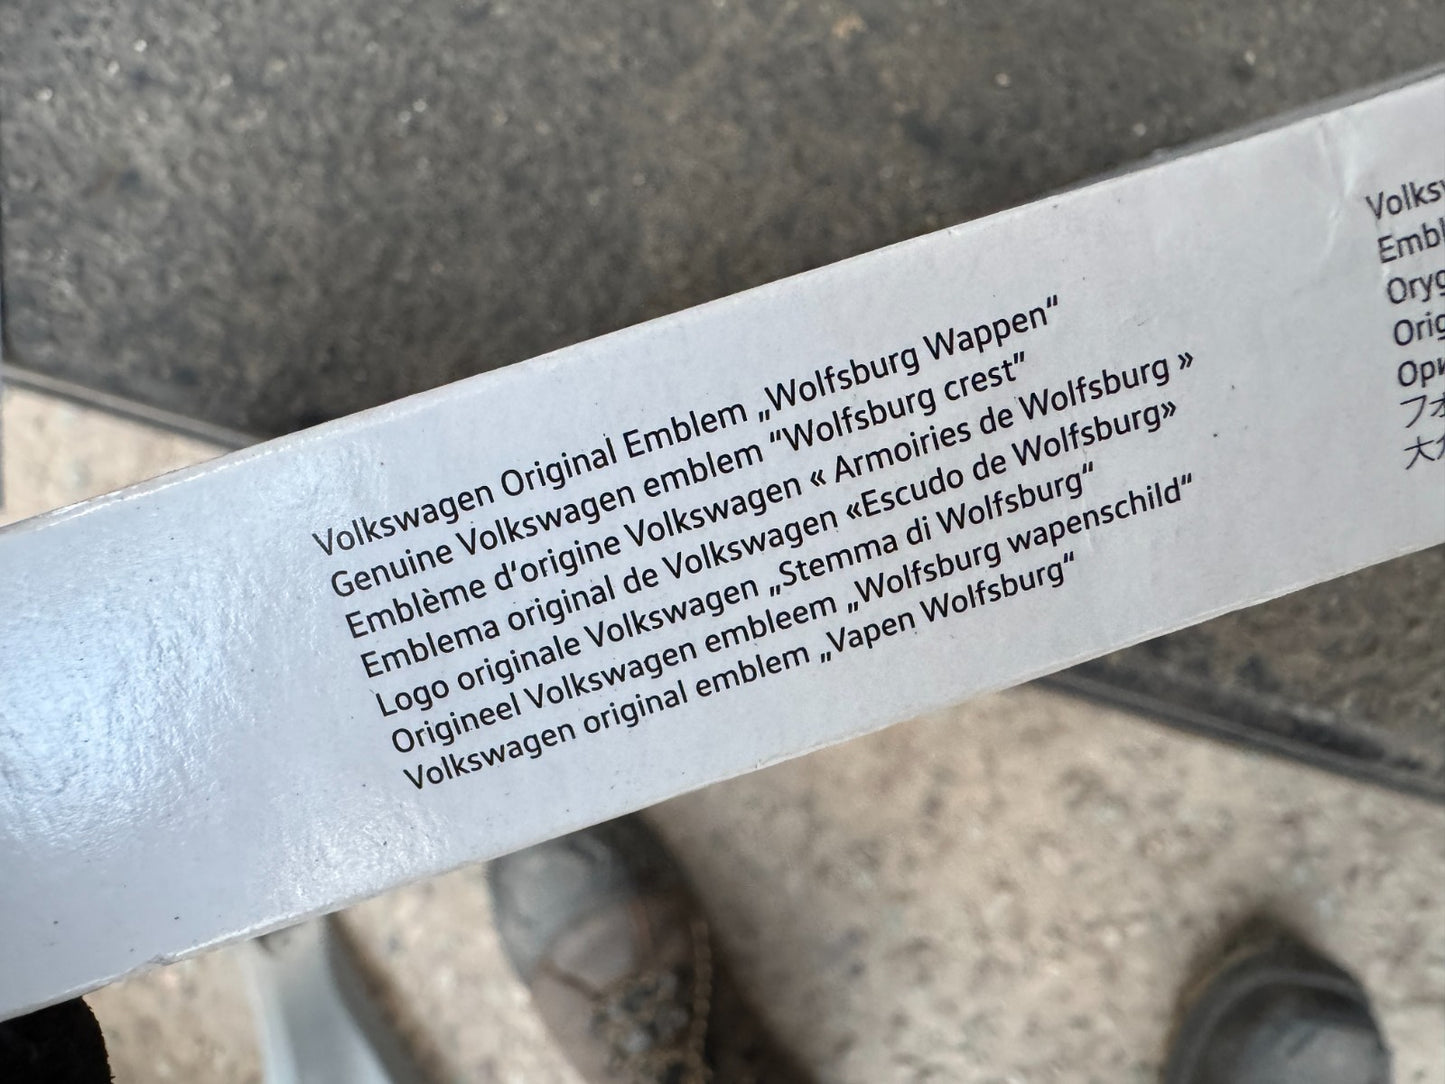 Volkswagen Original Emblem „Wolfsburg Wappen“
Genuine Volkswagen emblem “Wolfsburg crest”
Emblème d‘origine Volkswagen « Armoiries de Wolfsburg »
Emblema original de Volkswagen «Escudo de Wolfsburg»
Logo originale Volkswagen „Stemma di Wolfsburg“
Origineel Volkswagen embleem „Wolfsburg wapenschild“
Volkswagen original emblem „Vapen Wolfsburg“